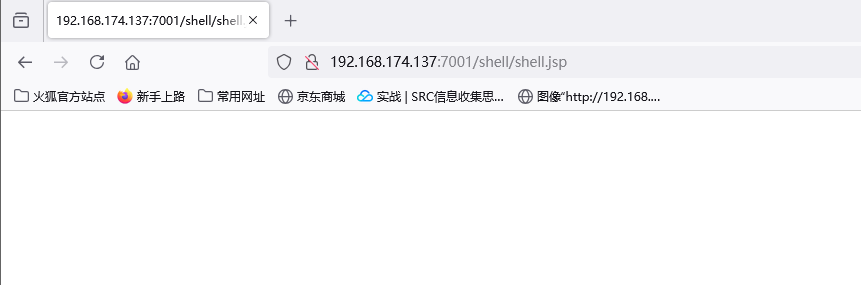 192.168.174.137:7001/shell/shell
192.168.174.137:7001/shell/shell.jsp
火狐官方站点 新手上路 常用网址 京东商城 实战 | SRC信息收集思... 图像“http://192.168....